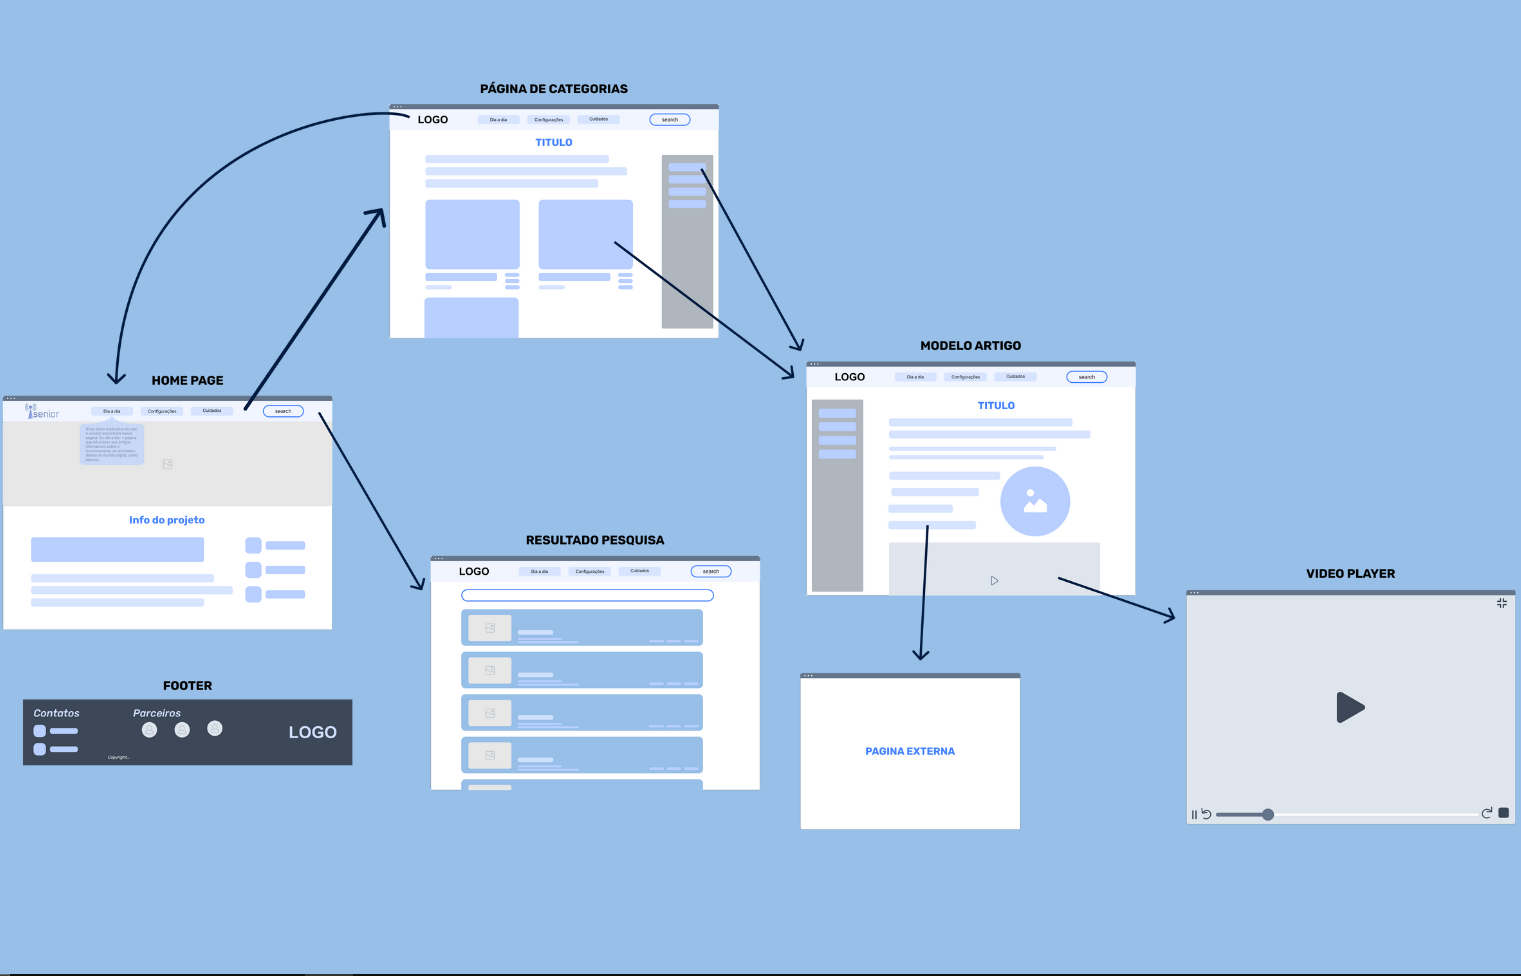 PÁGINA DE CATEGORIAS
LOGO
Dia a dia
Configurações
Cuidados
search
TITULO
MODELO ARTIGO
LOGO
Dia a dia
Configurações
Cuidados
search
TITULO
HOME PAGE
senior
Dia a dia
Configurações
Cuidados
search
Info do projeto
RESULTADO PESQUISA
LOGO
Dia a dia
Configurações
Cuidados
search
VIDEO PLAYER
PAGINA EXTERNA
FOOTER
Contatos
Parceiros
LOGO
Copyright...